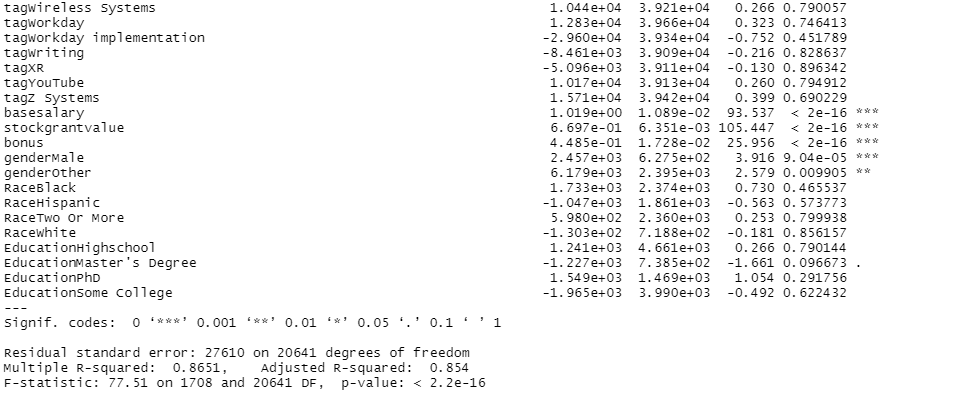 tagWireless Systems 1.044e+04 3.921e+04 0.266 0.790057
tagWorkday 1.283e+04 3.966e+04 0.323 0.746413
tagWorkday implementation -2.960e+04 3.934e+04 -0.752 0.451789
tagWriting -8.461e+03 3.909e+04 -0.216 0.828637
tagXR -5.096e+03 3.911e+04 -0.130 0.896342
tagYouTube 1.017e+04 3.913e+04 0.260 0.794912
tagZ Systems 1.571e+04 3.942e+04 0.399 0.690229
basesalary 1.019e+00 1.089e-02 93.537 < 2e-16 ***
stockgrantvalue 6.697e-01 6.351e-03 105.447 < 2e-16 ***
bonus 4.485e-01 1.728e-02 25.956 < 2e-16 ***
genderMale 2.457e+03 6.275e+02 3.916 9.04e-05 ***
genderOther 6.179e+03 2.395e+03 2.579 0.009905 **
RaceBlack 1.733e+03 2.374e+03 0.730 0.465537
RaceHispanic -1.047e+03 1.861e+03 -0.563 0.573773
RaceTwo Or More 5.980e+02 2.360e+03 0.253 0.799938
RaceWhite -1.303e+02 7.188e+02 -0.181 0.856157
EducationHighschool 1.241e+03 4.661e+03 0.266 0.790144
EducationMaster's Degree -1.227e+03 7.385e+02 -1.661 0.096673 .
EducationPhD 1.549e+03 1.469e+03 1.054 0.291756
EducationSome College -1.965e+03 3.990e+03 -0.492 0.622432
---
Signif. codes: 0 ‘***’ 0.001 ‘**’ 0.01 ‘*’ 0.05 ‘.’ 0.1 ‘ ’ 1
Residual standard error: 27610 on 20641 degrees of freedom
Multiple R-squared: 0.8651, Adjusted R-squared: 0.854
F-statistic: 77.51 on 1708 and 20641 DF, p-value: < 2.2e-16